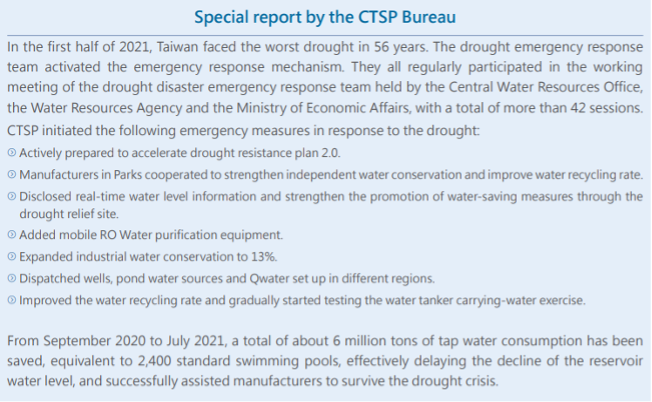 Special report by the CTSP Bureau
In the first half of 2021, Taiwan faced the worst drought in 56 years. The drought emergency response
team activated the emergency response mechanism. They all regularly participated in the working
meeting of the drought disaster emergency response team held by the Central Water Resources Office,
the Water Resources Agency and the Ministry of Economic Affairs, with a total of more than 42 sessions.
CTSP initiated the following emergency measures in response to the drought:
Actively prepared to accelerate drought resistance plan 2.0.
Manufacturers in Parks cooperated to strengthen independent water conservation and improve water recycling rate.
Disclosed real-time water level information and strengthen the promotion of water-saving measures through the
drought relief site.
Added mobile RO Water purification equipment.
Expanded industrial water conservation to 13%.
Dispatched wells, pond water sources and Qwater set up in different regions.
Improved the water recycling rate and gradually started testing the water tanker carrying-water exercise.
From September 2020 to July 2021, a total of about 6 million tons of tap water consumption has been
saved, equivalent to 2,400 standard swimming pools, effectively delaying the decline of the reservoir
water level, and successfully assisted manufacturers to survive the drought crisis.